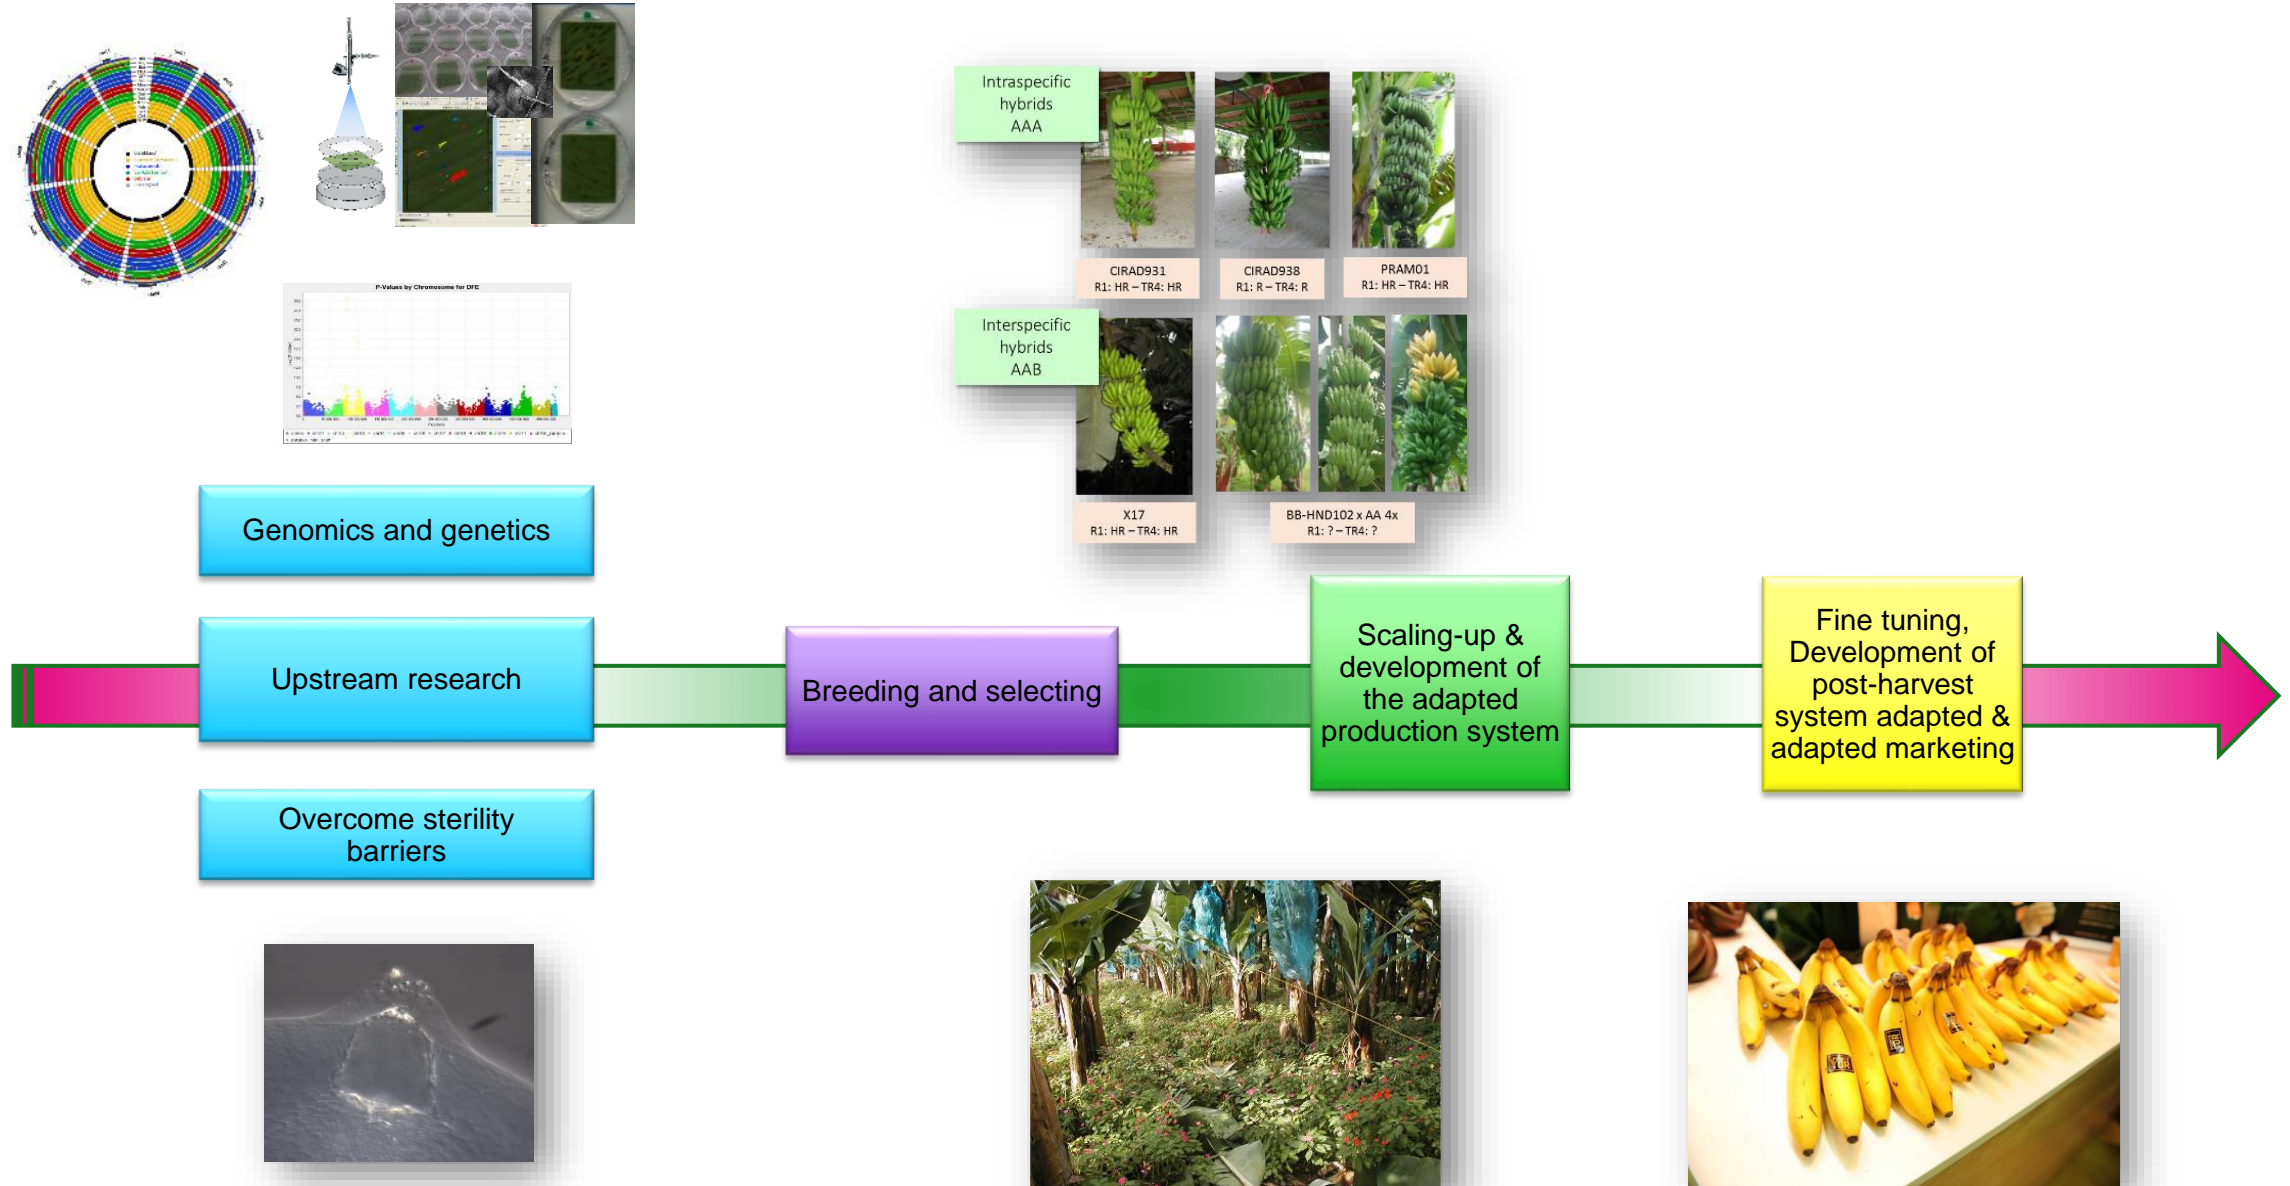 P-Values by Chromosome for DFE
Intraspecific
hybrids
AAA
CIRAD931
R1: HR – TR4: HR
CIRAD938
R1: R – TR4: R
PRAM01
R1: HR – TR4: HR
Interspecific
hybrids
AAB
X17
R1: HR – TR4: HR
BB-HND102 x AA 4x
R1: ? – TR4: ?
Genomics and genetics
Upstream research
Overcome sterility
barriers
Breeding and selecting
Scaling-up &
development of
the adapted
production system
Fine tuning,
Development of
post-harvest
system adapted &
adapted marketing